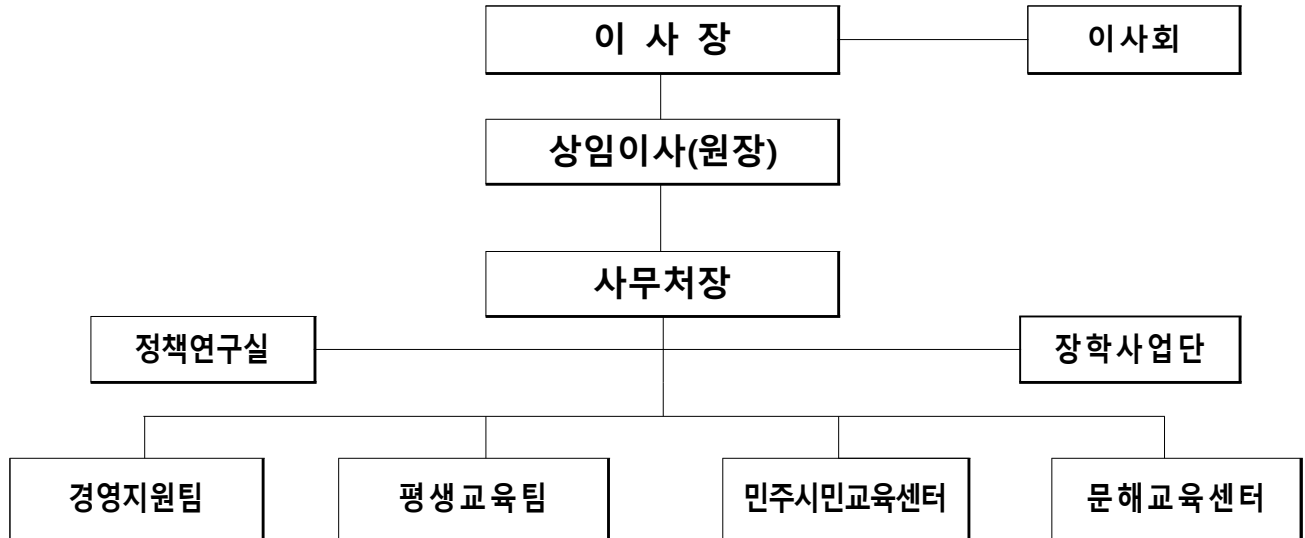 이 사 장
이사회
상임이사(원장)
사무처장
정책연구실
장학사업단
경영지원팀
평생교육팀
민주시민교육센터
문해교육센터